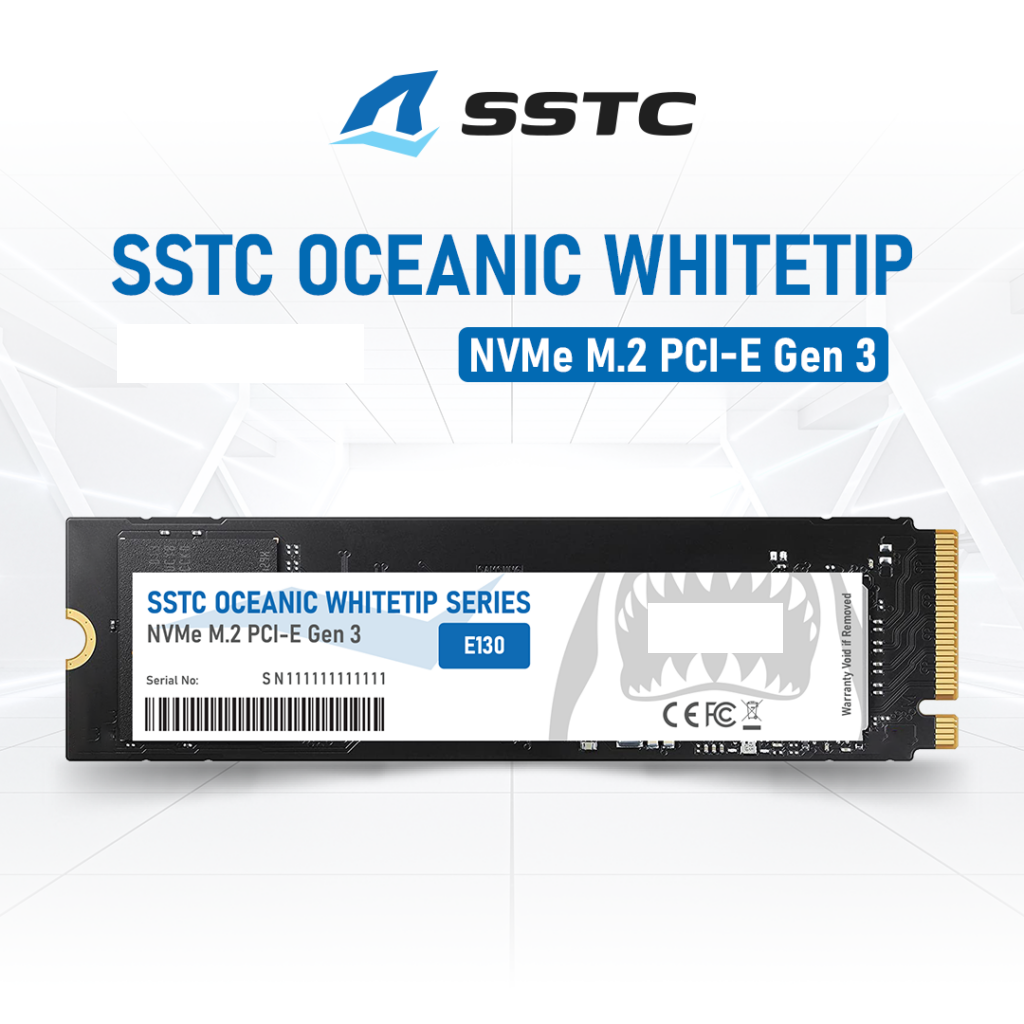 SSTC
SSTC OCEANIC WHITETIP
NVMe M.2 PCI-E Gen 3
SSTC OCEANIC WHITETIP SERIES
NVMe M.2 PCI-E Gen 3
E130
Serial No:
SN111111111111
CE FC
Warranty Void if Removed